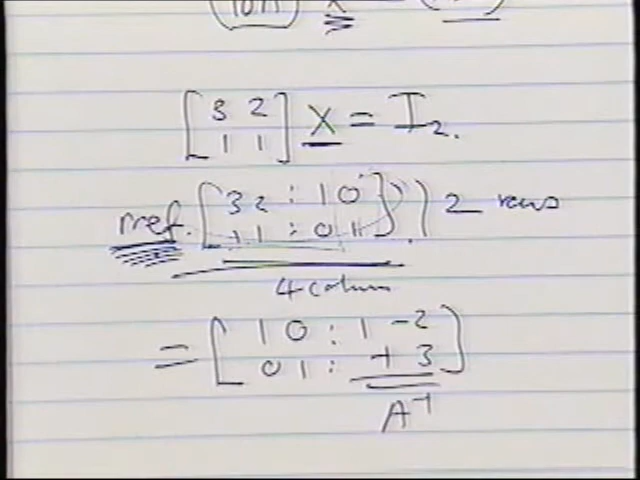 [ 3 2 ] X = I₂.
[ 1 1 ]
rref. [ 3 2 : 1 0 ] ) ) 2 rows
[ 1 1 : 0 1 ]
4 column
= [ 1 0 : 1 -2 ]
[ 0 1 : -1 3 ]
A⁻¹